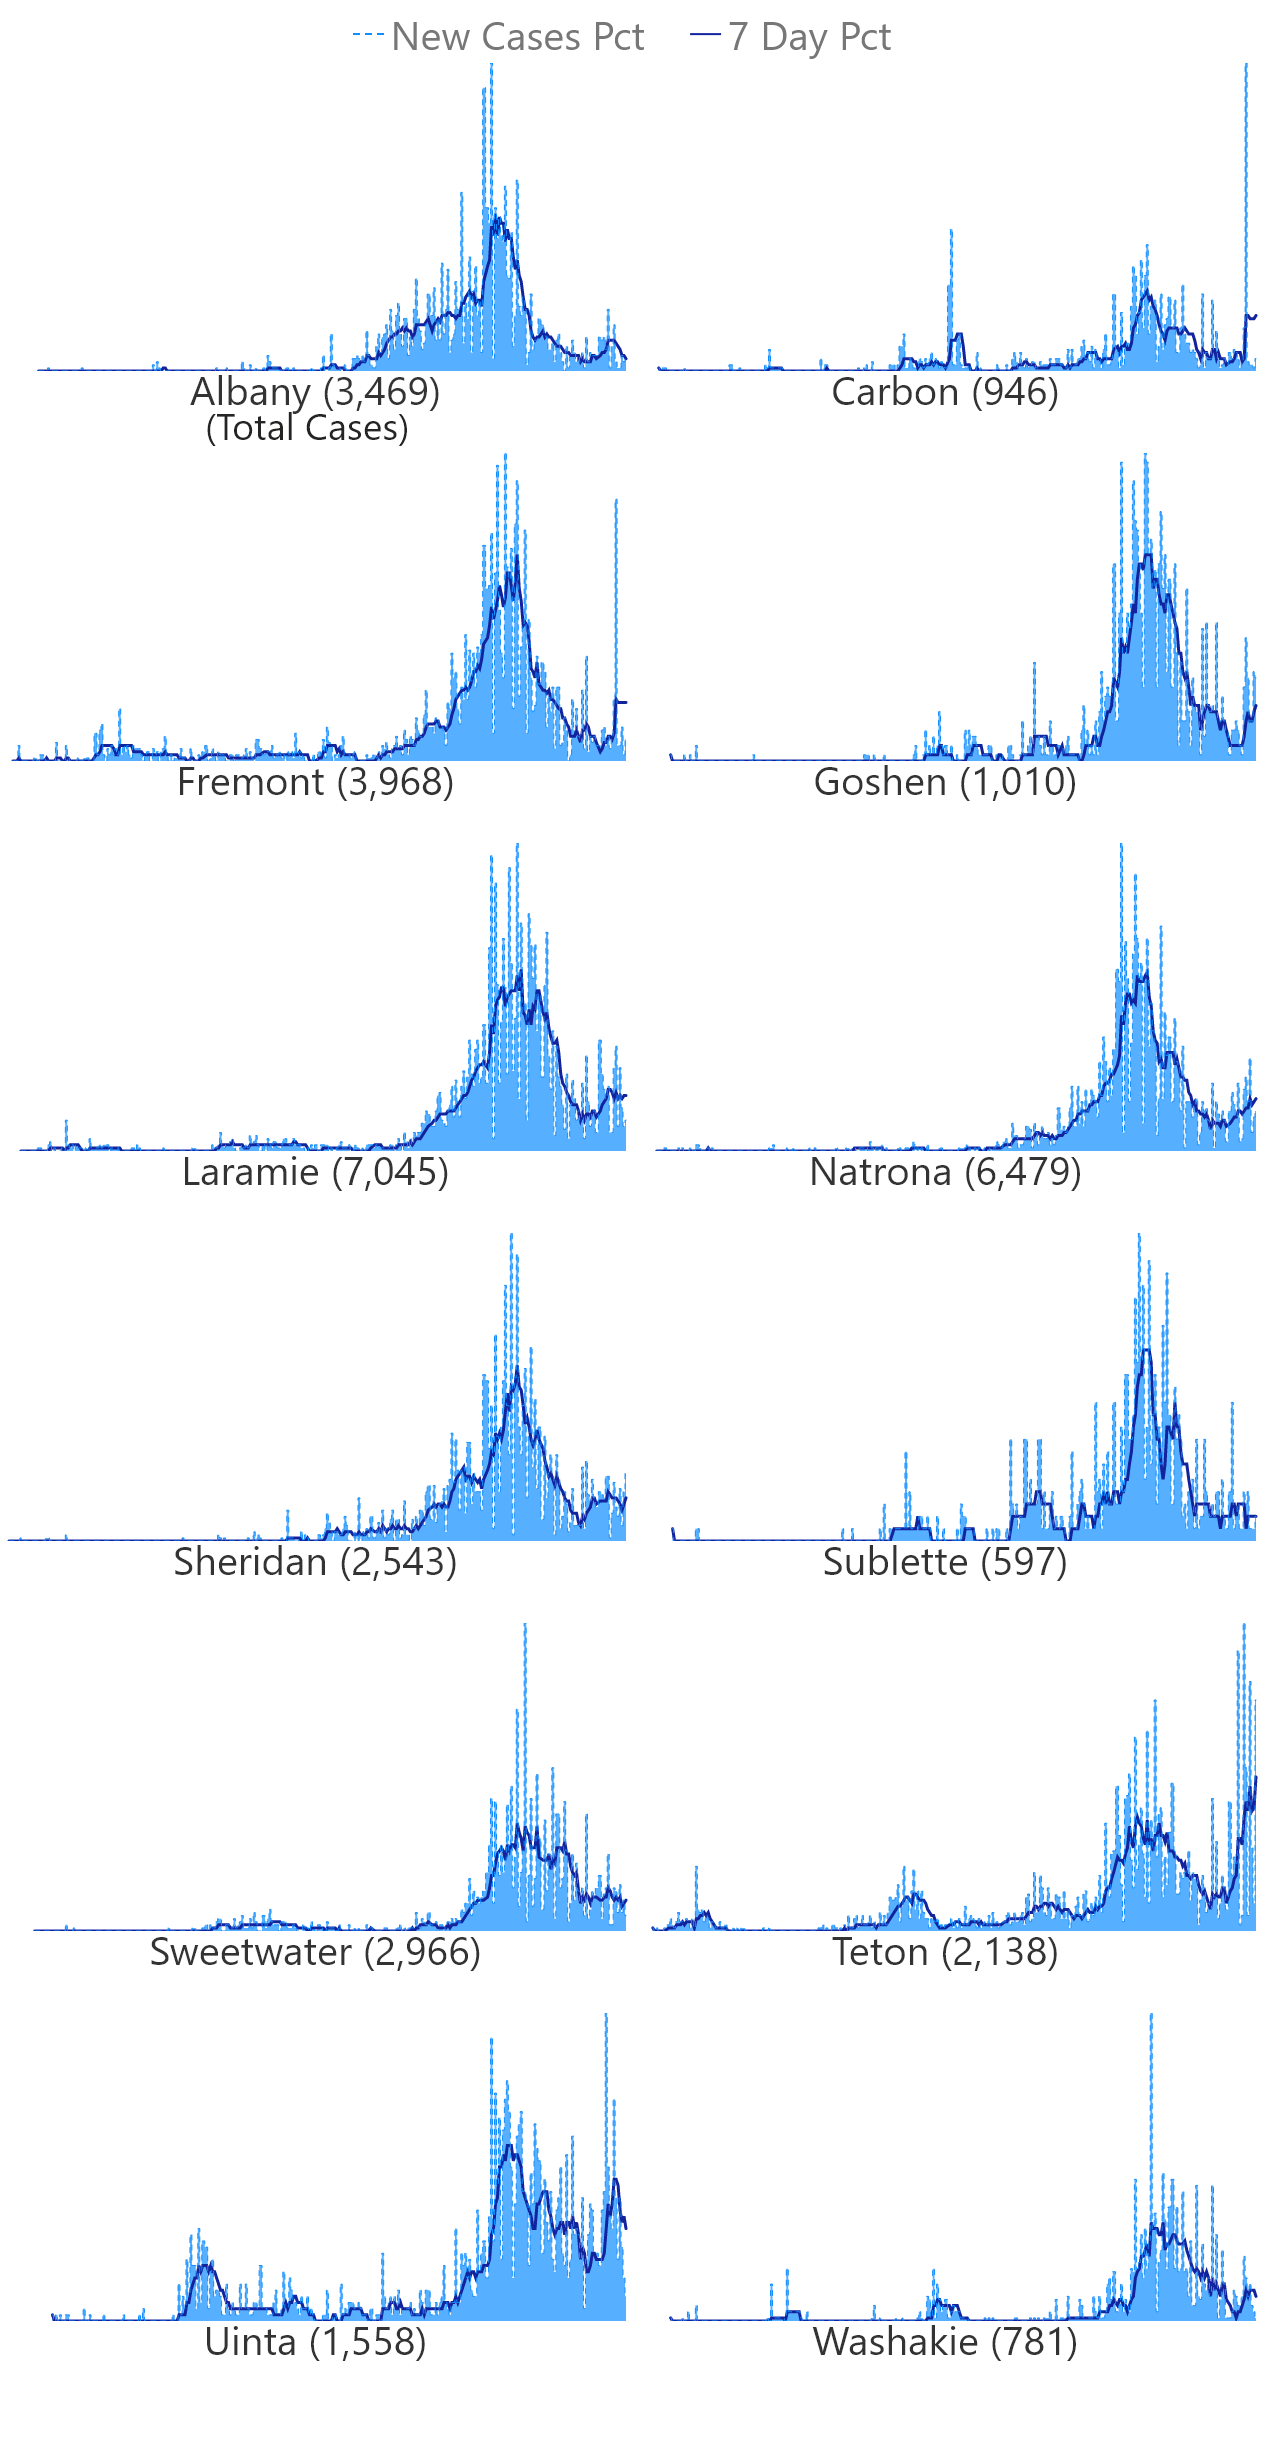 New Cases Pct 7 Day Pct
Albany (3,469) Carbon (946)
(Total Cases)
Fremont (3,968) Goshen (1,010)
Laramie (7,045) Natrona (6,479)
Sheridan (2,543) Sublette (597)
Sweetwater (2,966) Teton (2,138)
Uinta (1,558) Washakie (781)